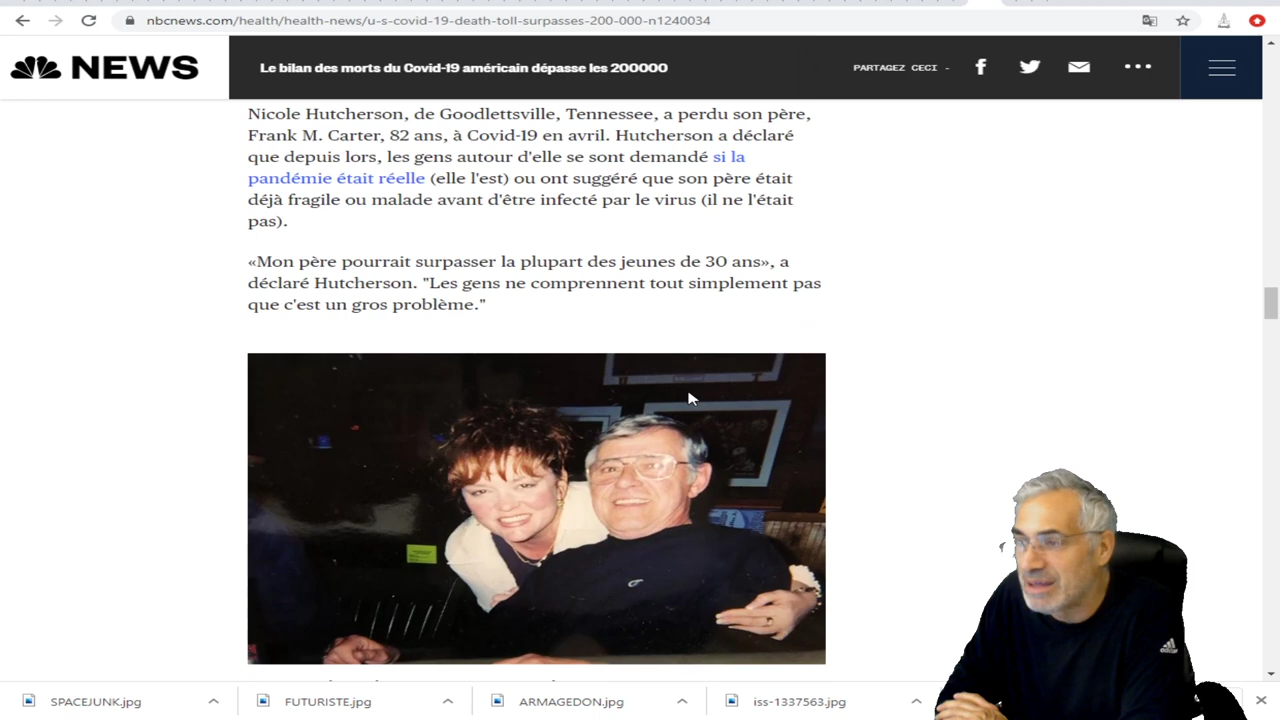 nbcnews.com/health/health-news/u-s-covid-19-death-toll-surpasses-200-000-n1240034
NEWS
Le bilan des morts du Covid-19 américain dépasse les 200000
PARTAGEZ CECI -
Nicole Hutcherson, de Goodlettsville, Tennessee, a perdu son père,
Frank M. Carter, 82 ans, à Covid-19 en avril. Hutcherson a déclaré
que depuis lors, les gens autour d'elle se sont demandé si la
pandémie était réelle (elle l'est) ou ont suggéré que son père était
déjà fragile ou malade avant d'être infecté par le virus (il ne l'était
pas).
«Mon père pourrait surpasser la plupart des jeunes de 30 ans», a
déclaré Hutcherson. "Les gens ne comprennent tout simplement pas
que c'est un gros problème."
SPACEJUNK.jpg
FUTURISTE.jpg
ARMAGEDON.jpg
iss-1337563.jpg